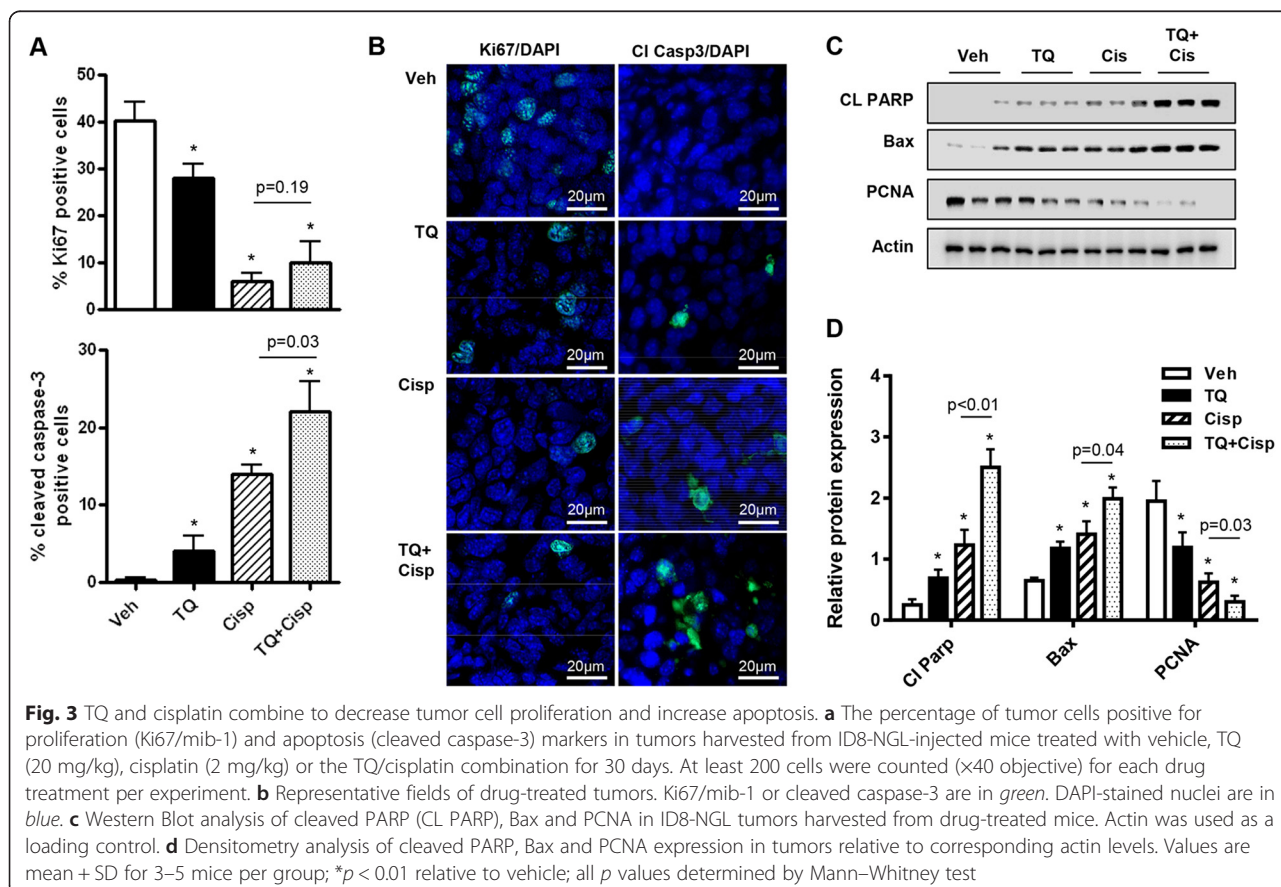 A
% Ki67 positive cells
50
40
30
20
10
0
*
*
*
p=0.19
% cleaved caspase-3
positive cells
30
20
10
0
*
*
*
p=0.03
Veh
TQ
Cisp
TQ+Cisp
B
Ki67/DAPI
Cl Casp3/DAPI
Veh
20µm
20µm
TQ
20µm
20µm
Cisp
20µm
20µm
TQ+
Cisp
20µm
20µm
C
Veh
TQ
Cis
TQ+
Cis
CL PARP
Bax
PCNA
Actin
D
Relative protein expression
4
3
2
1
0
Veh
TQ
Cisp
TQ+Cisp
p<0.01
p=0.04
p=0.03
*
*
*
*
*
*
*
*
*
Cl Parp
Bax
PCNA
Fig. 3 TQ and cisplatin combine to decrease tumor cell proliferation and increase apoptosis. a The percentage of tumor cells positive for
proliferation (Ki67/mib-1) and apoptosis (cleaved caspase-3) markers in tumors harvested from ID8-NGL-injected mice treated with vehicle, TQ
(20 mg/kg), cisplatin (2 mg/kg) or the TQ/cisplatin combination for 30 days. At least 200 cells were counted (×40 objective) for each drug
treatment per experiment. b Representative fields of drug-treated tumors. Ki67/mib-1 or cleaved caspase-3 are in green. DAPI-stained nuclei are in
blue. c Western Blot analysis of cleaved PARP (CL PARP), Bax and PCNA in ID8-NGL tumors harvested from drug-treated mice. Actin was used as a
loading control. d Densitometry analysis of cleaved PARP, Bax and PCNA expression in tumors relative to corresponding actin levels. Values are
mean + SD for 3–5 mice per group; *p < 0.01 relative to vehicle; all p values determined by Mann–Whitney test